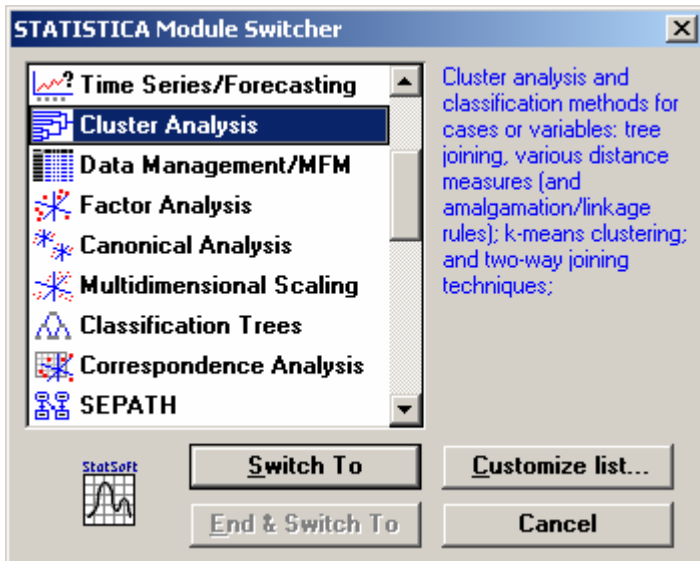 STATISTICA Module Switcher
Time Series/Forecasting
Cluster Analysis
Data Management/MFM
Factor Analysis
Canonical Analysis
Multidimensional Scaling
Classification Trees
Correspondence Analysis
SEPATH
Cluster analysis and
classification methods for
cases or variables: tree
joining, various distance
measures (and
amalgamation/linkage
rules); k-means clustering;
and two-way joining
techniques;
StatSoft
Switch To
Customize list...
End & Switch To
Cancel